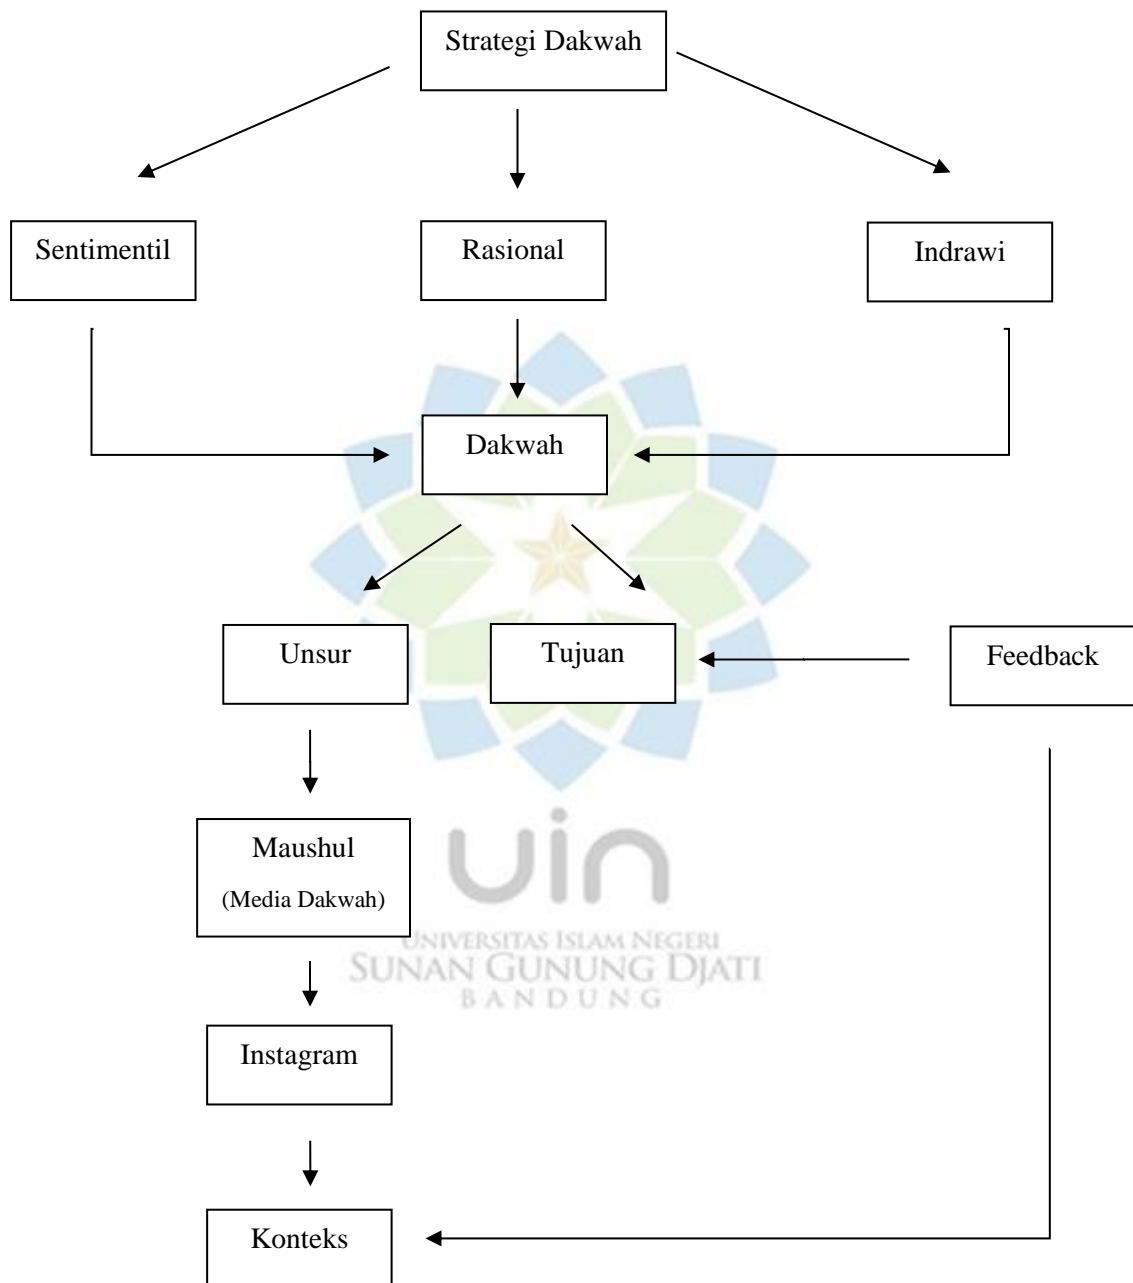 Strategi Dakwah
Sentimentil
Rasional
Indrawi
Dakwah
Unsur
Tujuan
Feedback
Maushul
(Media Dakwah)
uin
UNIVERSITAS ISLAM NEGERI
SUNAN GUNUNG DJATI
BANDUNG
Instagram
Konteks